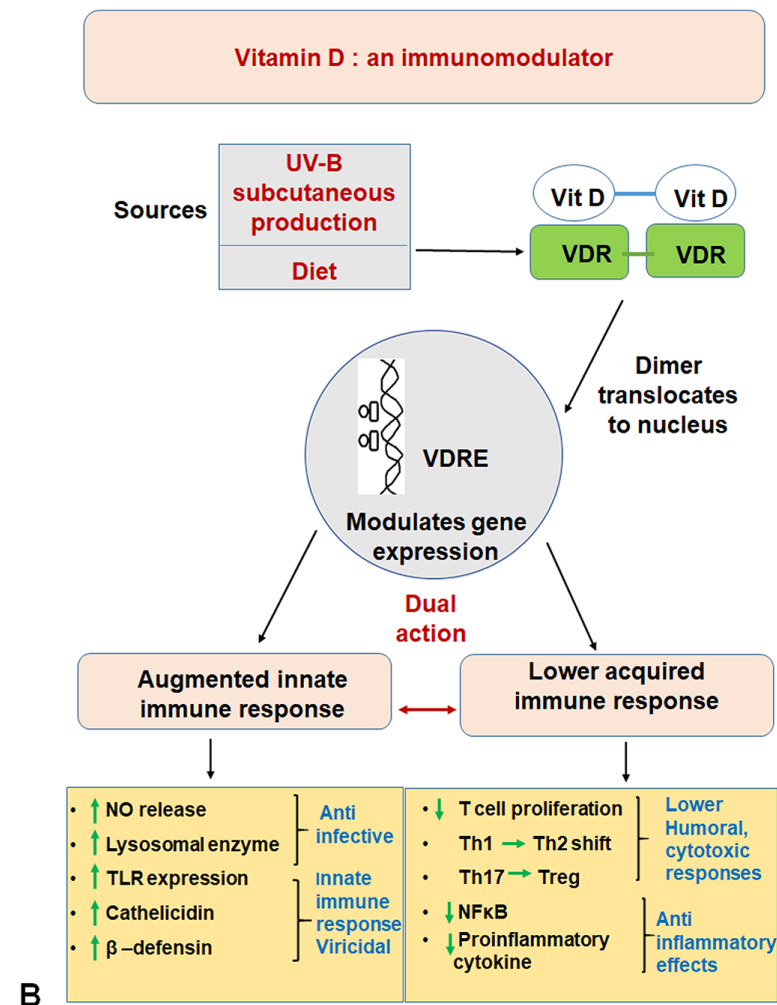 Vitamin D : an immunomodulator
Sources
UV-B
subcutaneous
production
Diet
Vit D
Vit D
VDR
VDR
Dimer
translocates
to nucleus
VDRE
Modulates gene
expression
Dual
action
Augmented innate
immune response
Lower acquired
immune response
• ↑ NO release
• ↑ Lysosomal enzyme
Anti
infective
• ↑ TLR expression
• ↑ Cathelicidin
• ↑ β –defensin
Innate
immune
response
Viricidal
• ↓ T cell proliferation
• Th1 → Th2 shift
• Th17 → Treg
Lower
Humoral,
cytotoxic
responses
• ↓ NFκB
• ↓ Proinflammatory
cytokine
Anti
inflammatory
effects
B